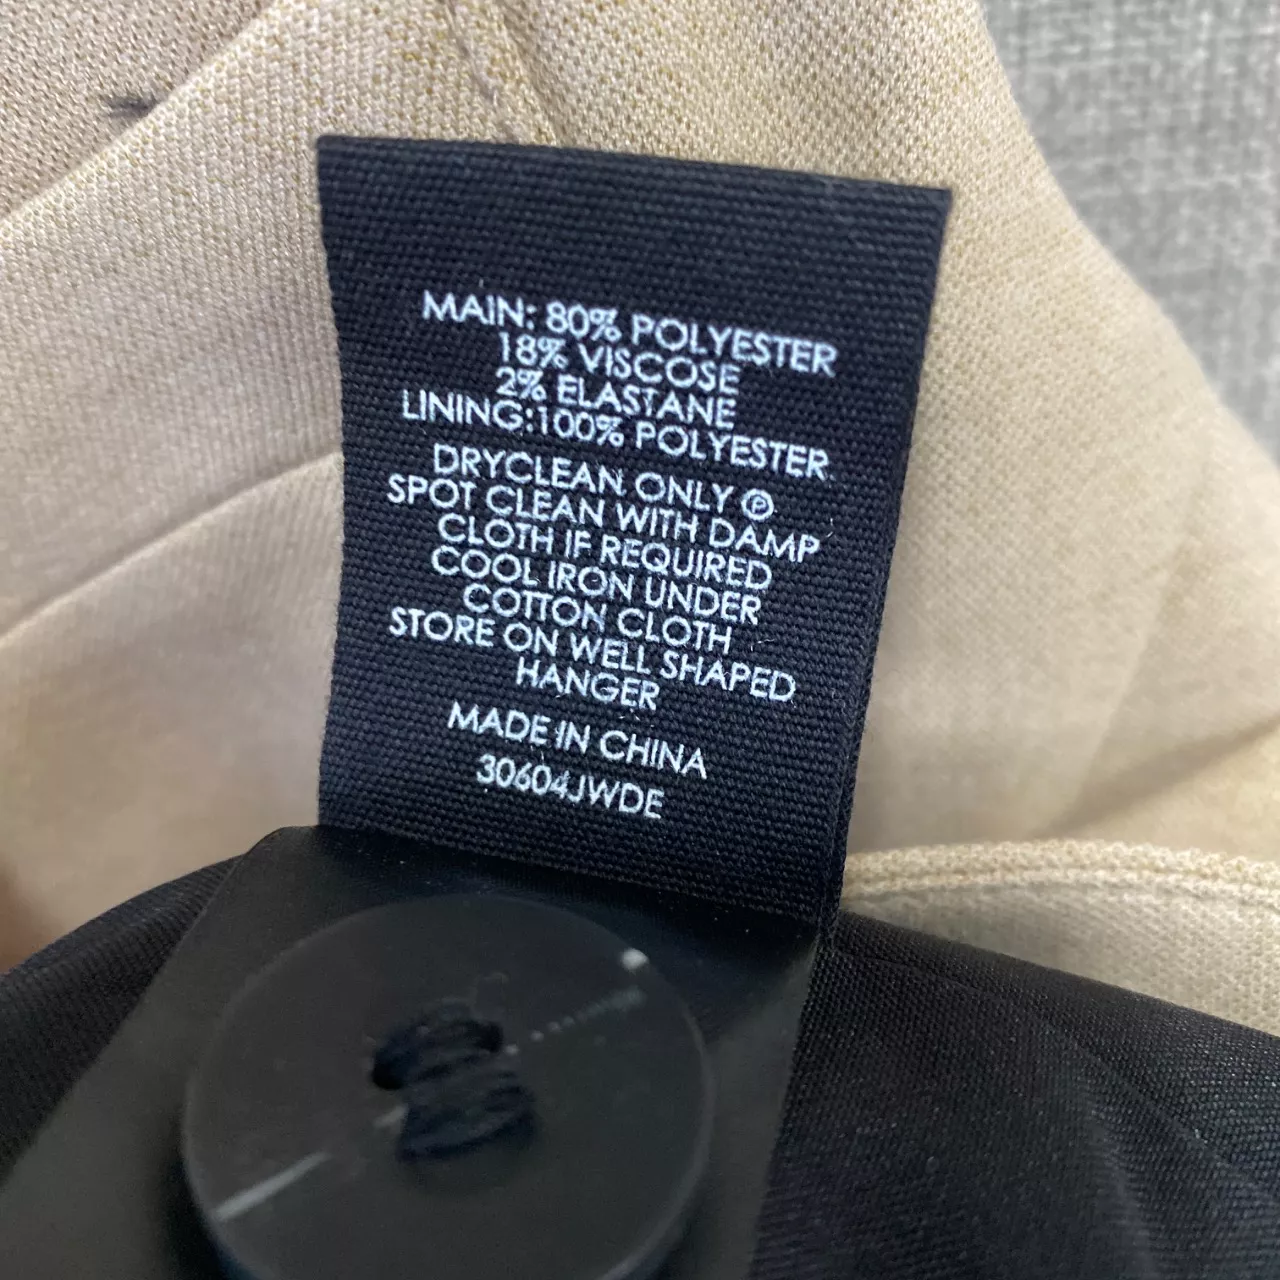 MAIN: 80% POLYESTER
18% VISCOSE
2% ELASTANE
LINING:100% POLYESTER
DRYCLEAN ONLY Ⓟ
SPOT CLEAN WITH DAMP
CLOTH IF REQUIRED
COOL IRON UNDER
COTTON CLOTH
STORE ON WELL SHAPED
HANGER
MADE IN CHINA
30604JWDE